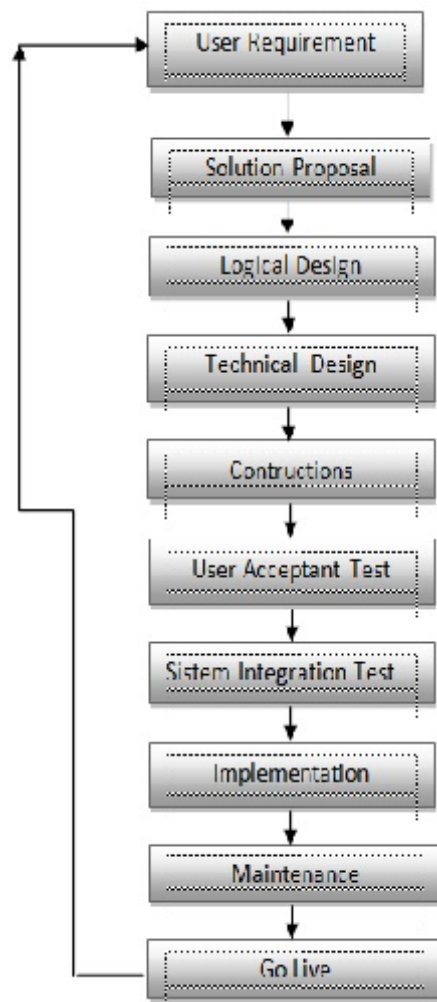 User Requirement
Solution Proposal
Logical Design
Technical Design
Contructions
User Acceptant Test
Sistem Integration Test
Implementation
Maintenance
Go Live